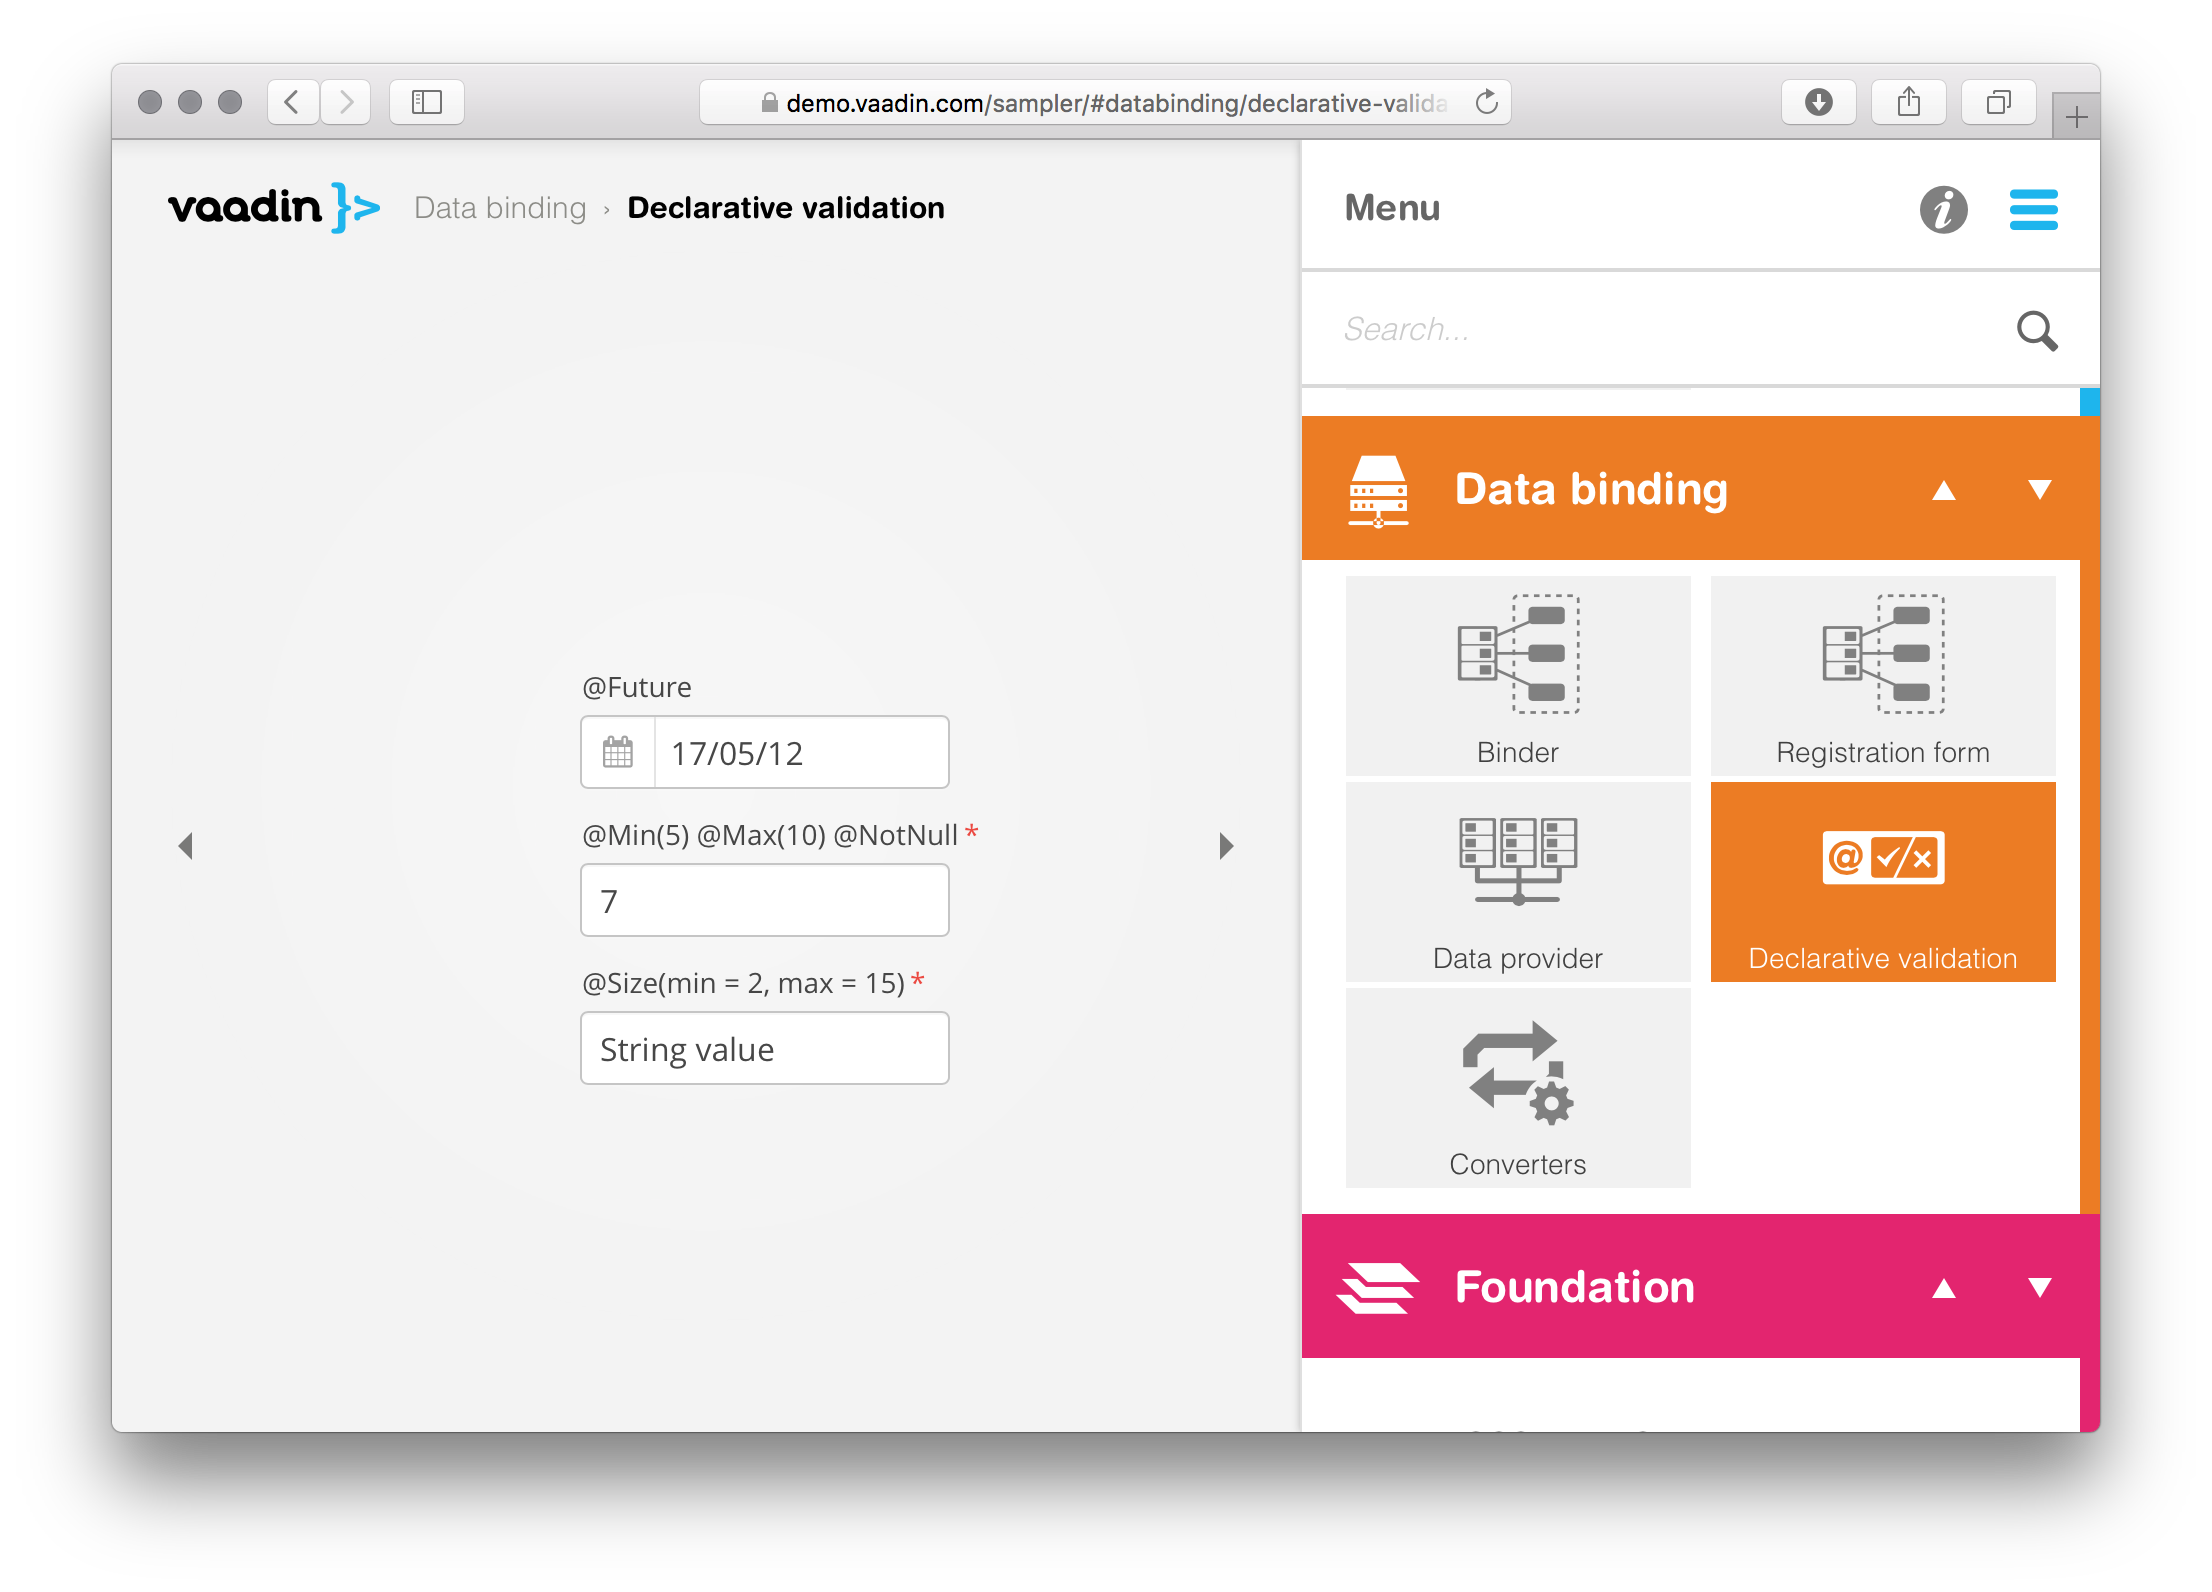 demo.vaadin.com/sampler/#databinding/declarative-valida
vaadin }> Data binding › Declarative validation
@Future
17/05/12
@Min(5) @Max(10) @NotNull *
7
@Size(min = 2, max = 15) *
String value
Menu
Search...
Data binding
Binder
Registration form
Data provider
@
Declarative validation
Converters
Foundation